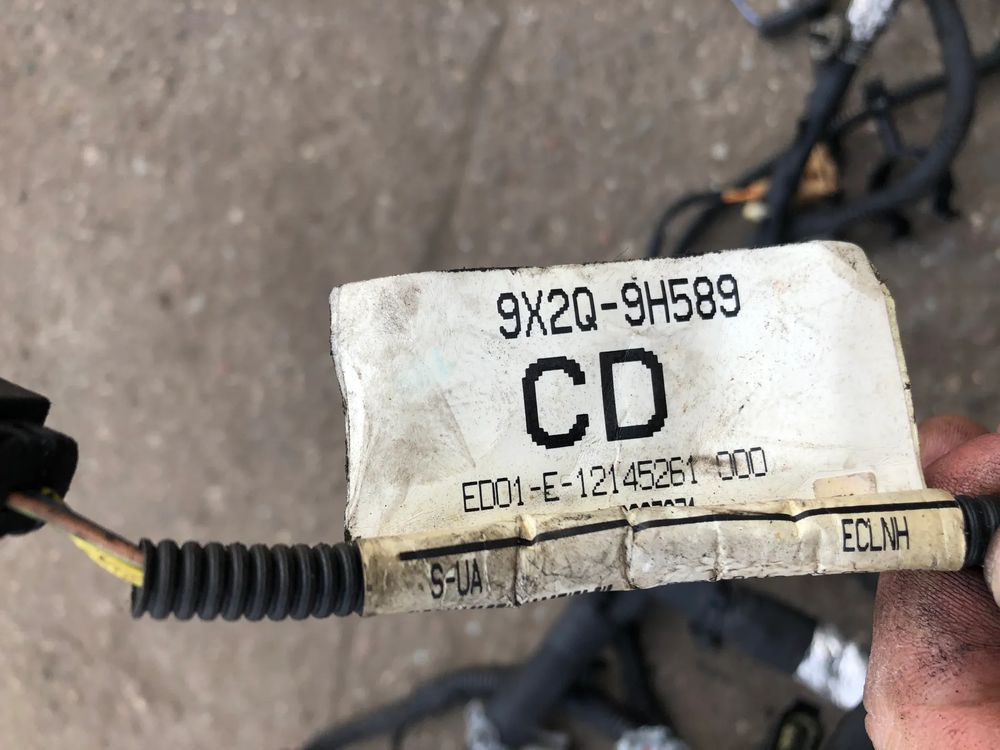 9X2Q-9H589
CD
ED01-E-12145261 000
S-UA
ECLNH